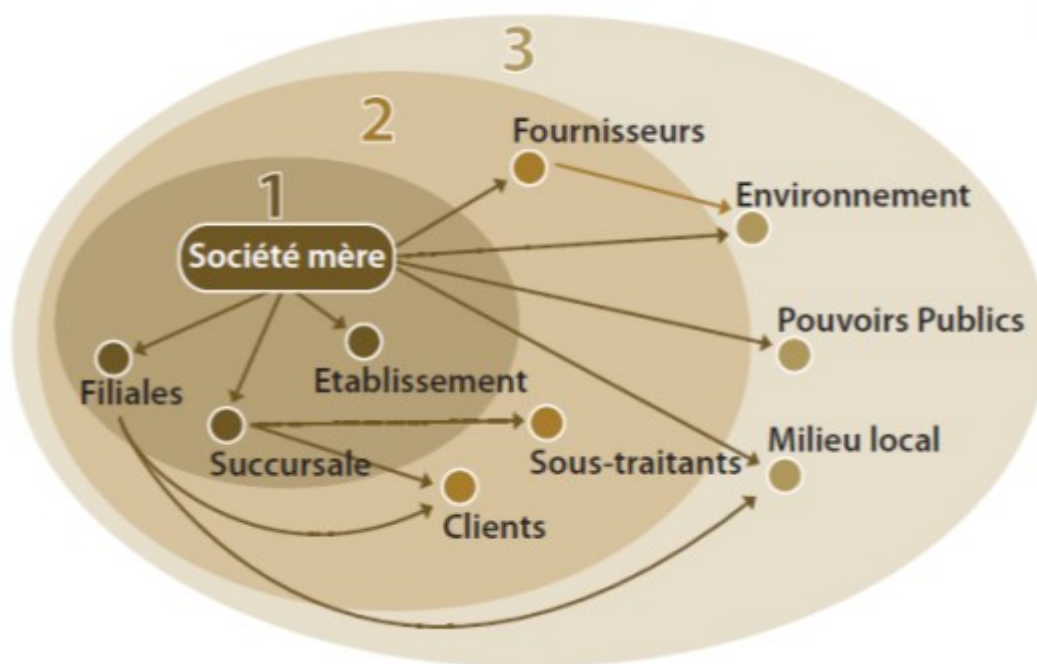 3
2
Fournisseurs
1
Environnement
Société mère
Pouvoirs Publics
Filiales
Etablissement
Milieu local
Succursale
Sous-traitants
Clients